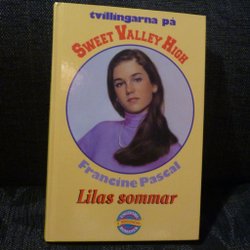 tvillingarna på
SWEET VALLEY HIGH
Francine Pascal
Lilas sommar